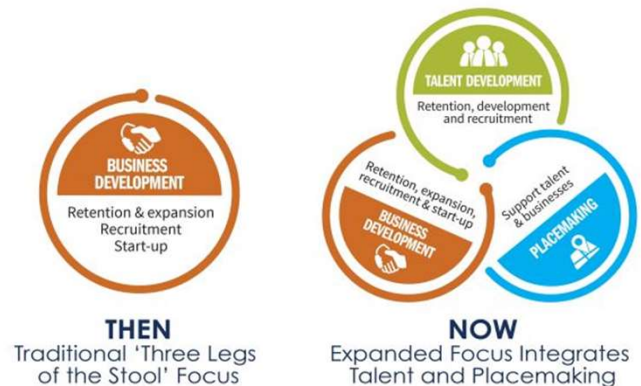 BUSINESS
DEVELOPMENT
Retention & expansion
Recruitment
Start-up
THEN
Traditional 'Three Legs
of the Stool' Focus
TALENT DEVELOPMENT
Retention, development
and recruitment
Retention, expansion,
recruitment & start-up
BUSINESS
DEVELOPMENT
Support talent
& businesses
PLACEMAKING
NOW
Expanded Focus Integrates
Talent and Placemaking